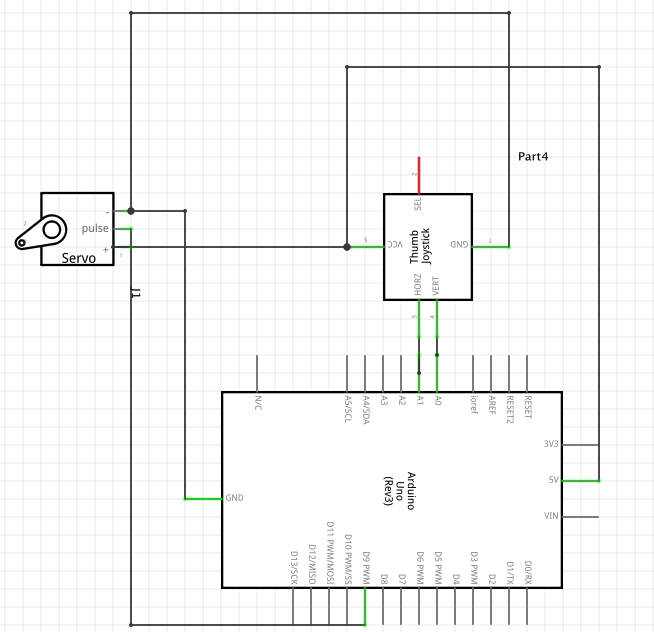 Part4
2
SEL
-
pulse
+
Servo
2
1
J1
5
VCC
Thumb
Joystick
GND
1
HORZ
VERT
3
4
N/C
A5/SCL
A4/SDA
A3
A2
A1
A0
ioref
AREF
RESET2
RESET
3V3
5V
VIN
GND
Arduino
Uno
(Rev3)
D13/SCK
D12/MISO
D11 PWM/MOSI
D10 PWM/SS
D9 PWM
D8
D7
D6 PWM
D5 PWM
D4
D3 PWM
D2
D1/TX
D0/RX